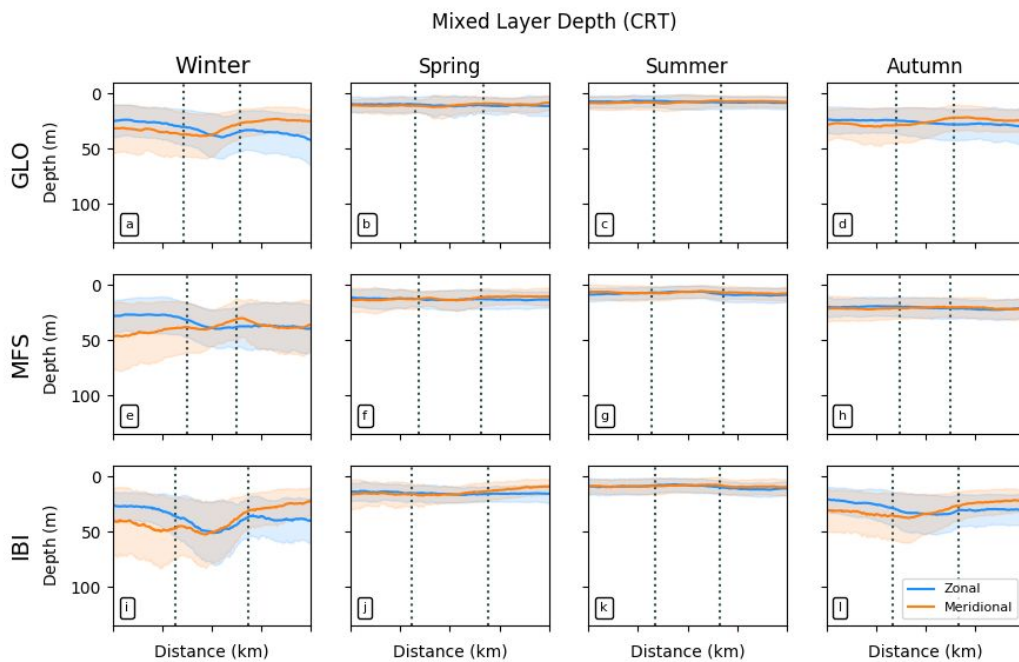 Mixed Layer Depth (CRT)
Winter
Spring
Summer
Autumn
GLO
Depth (m)
0
50
100
a
b
c
d
MFS
Depth (m)
0
50
100
e
f
g
h
IBI
Depth (m)
0
50
100
i
j
k
l
Zonal
Meridional
Distance (km)
Distance (km)
Distance (km)
Distance (km)